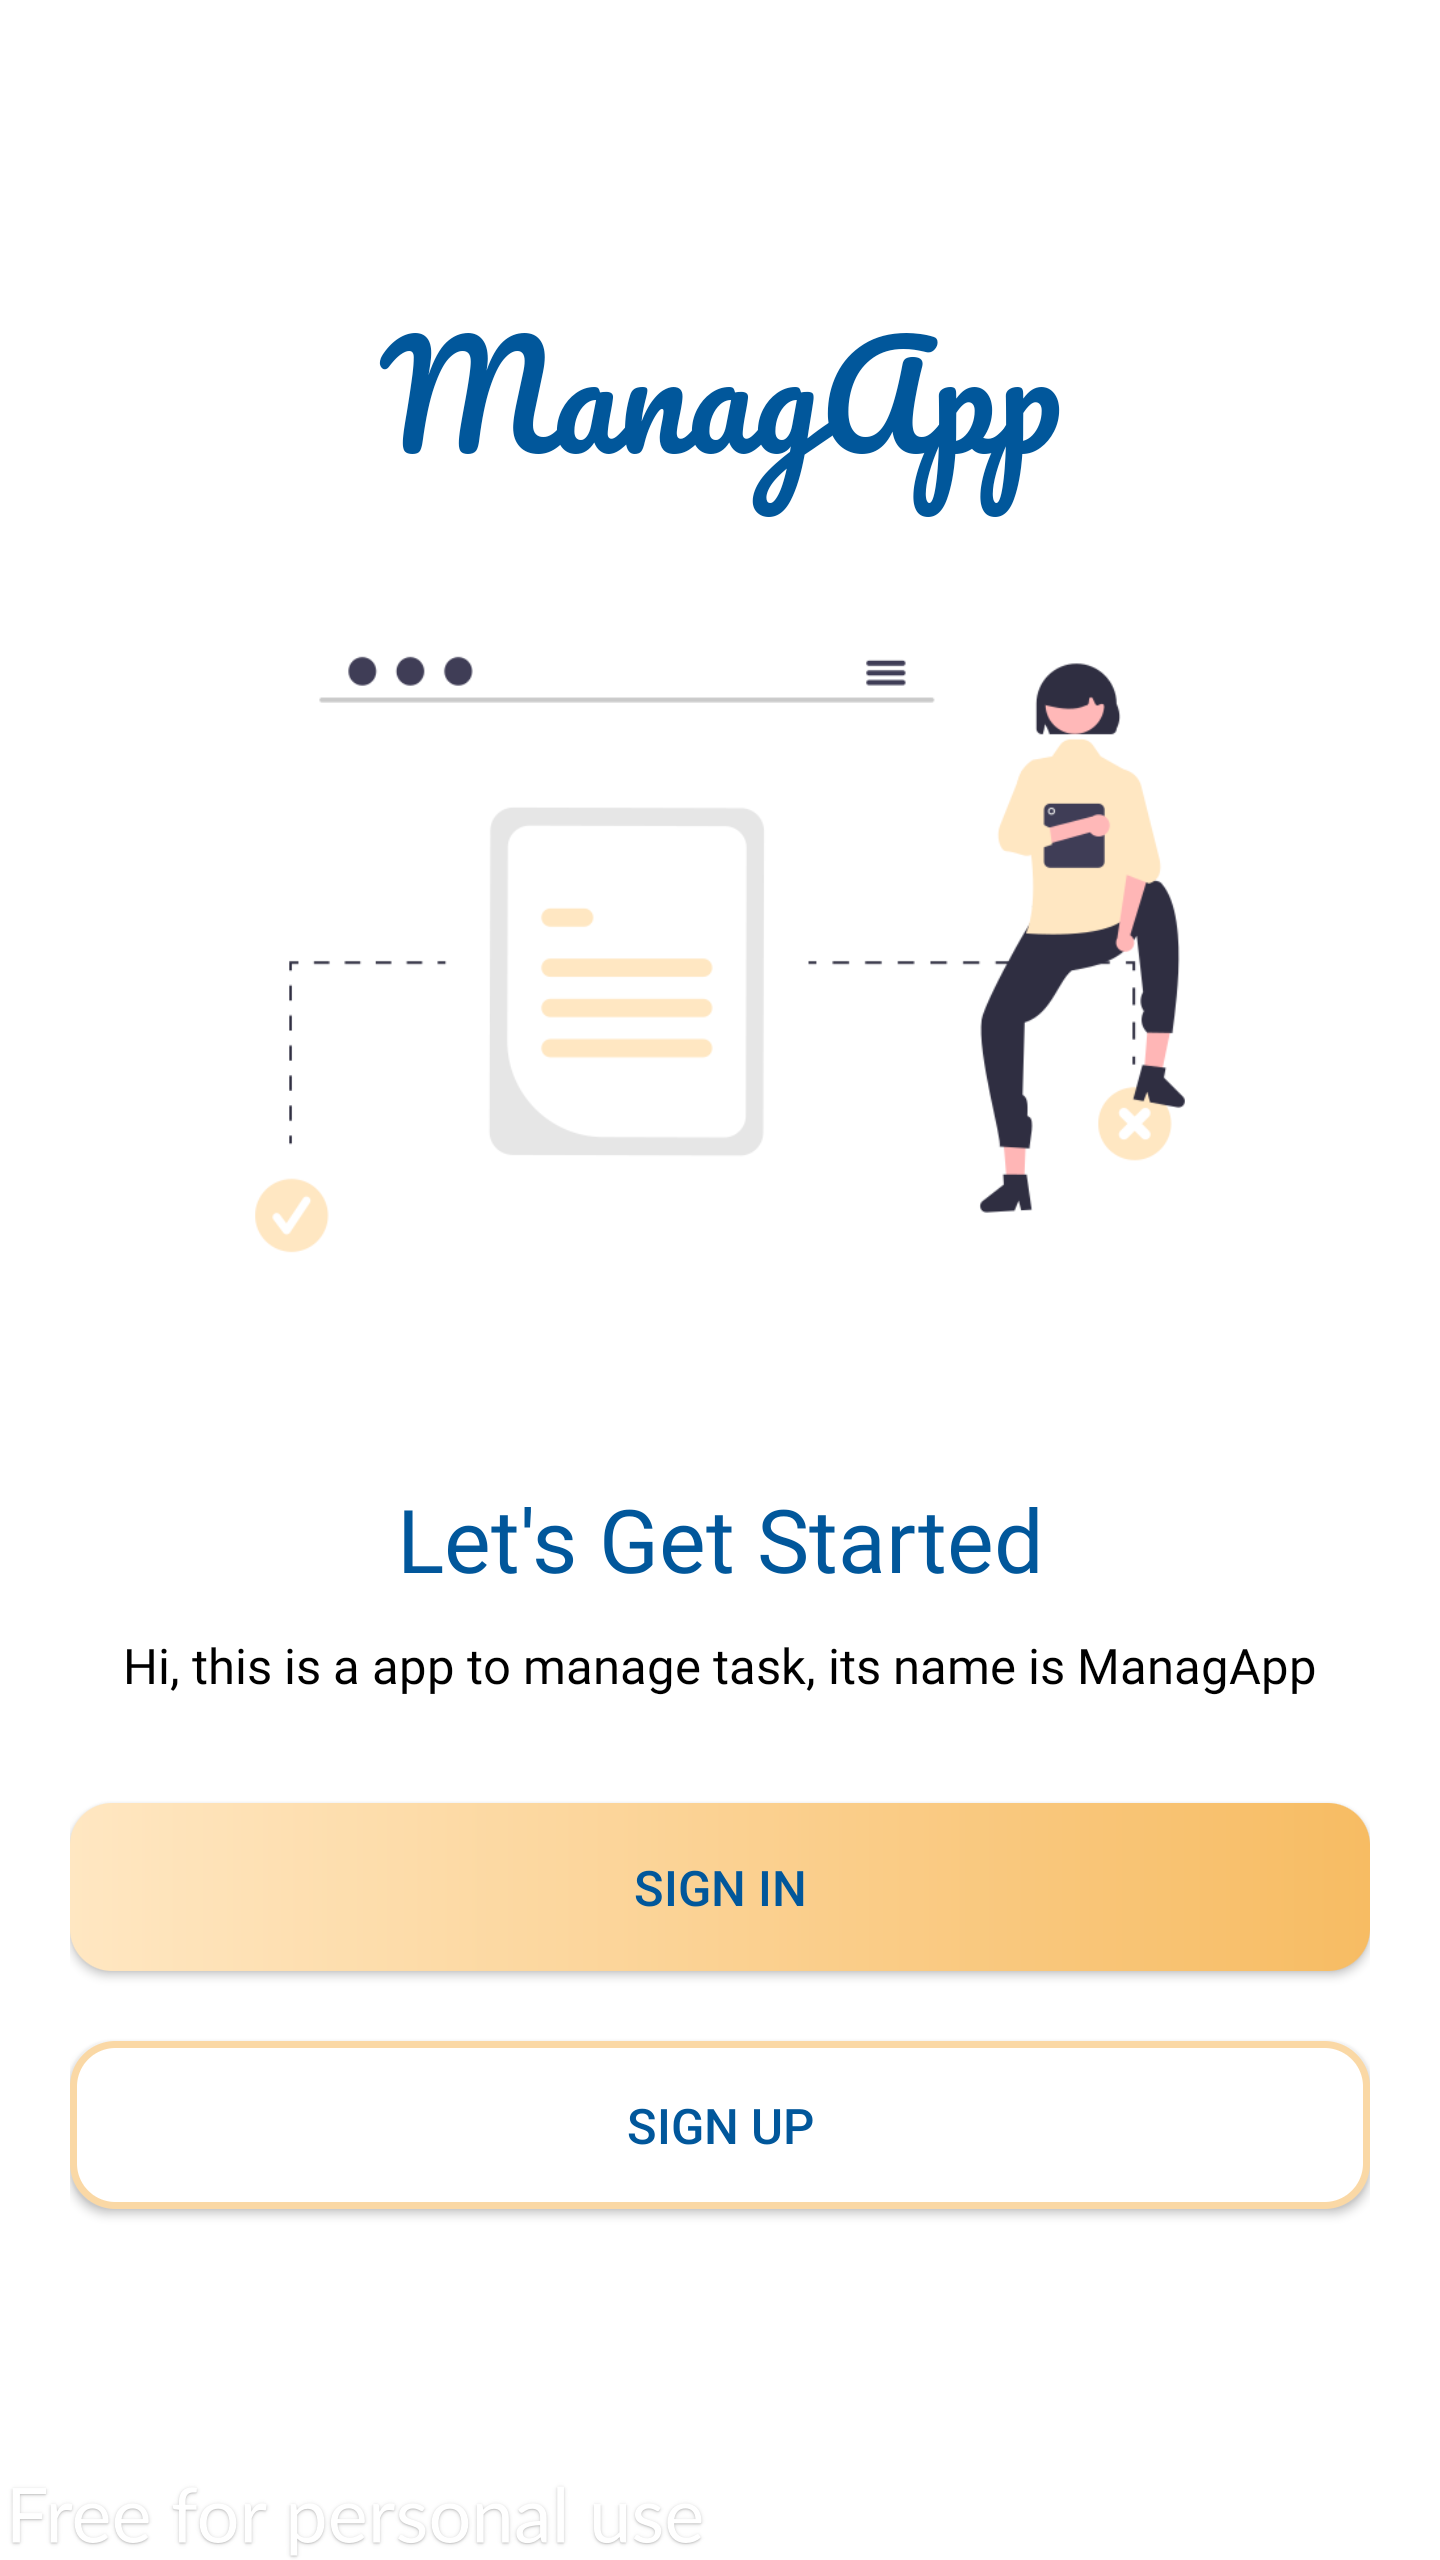 ManagApp
Let's Get Started
Hi, this is a app to manage task, its name is ManagApp
SIGN IN
SIGN UP
Free for personal use